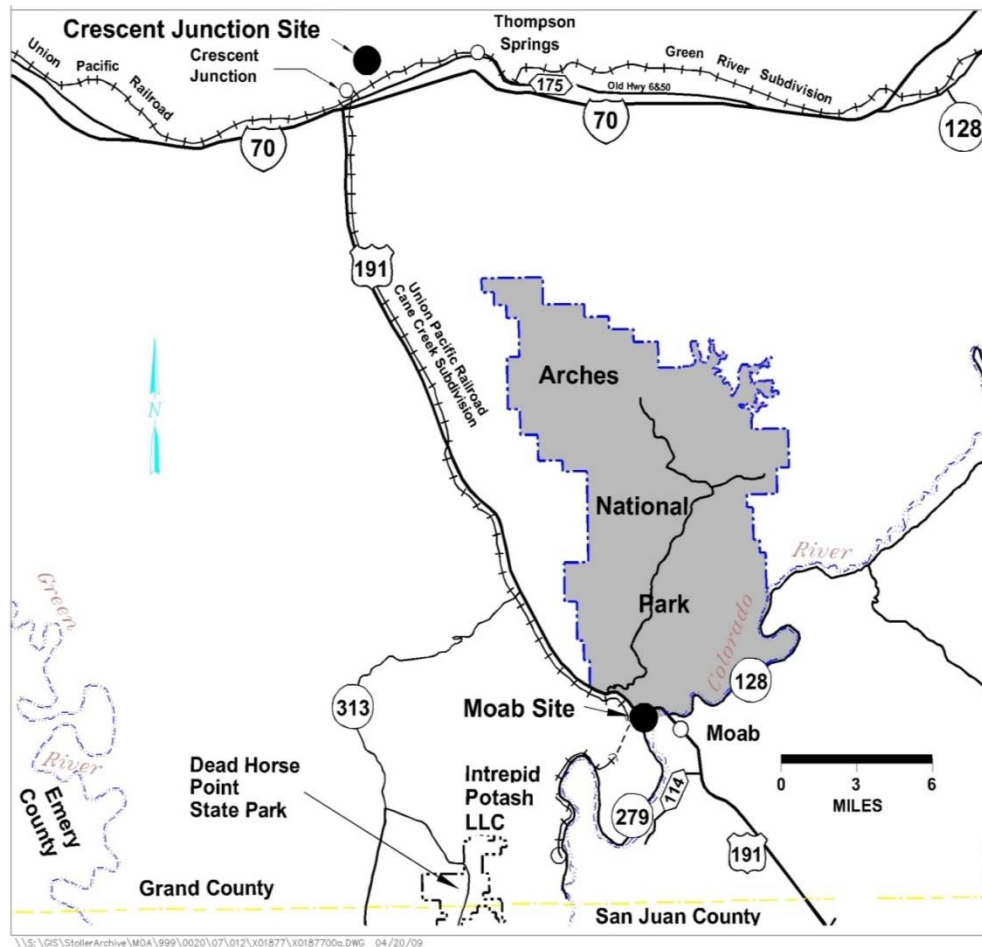 Crescent Junction Site
Crescent
Junction
Thompson
Springs
Union Pacific Railroad
Green River Subdivision
175
Old Hwy 6&50
70
70
128
191
Union Pacific Railroad
Cane Creek Subdivision
Arches
National
Park
N
River
Colorado
128
Green
River
Emery
County
313
Moab Site
Moab
Dead Horse
Point
State Park
Intrepid
Potash
LLC
279
114
191
0 3 6
MILES
Grand County
San Juan County
\\S:\GIS\StollerArchive\MOA\999\0020\07\012\X01877\X0187700a.DWG 04/20/09